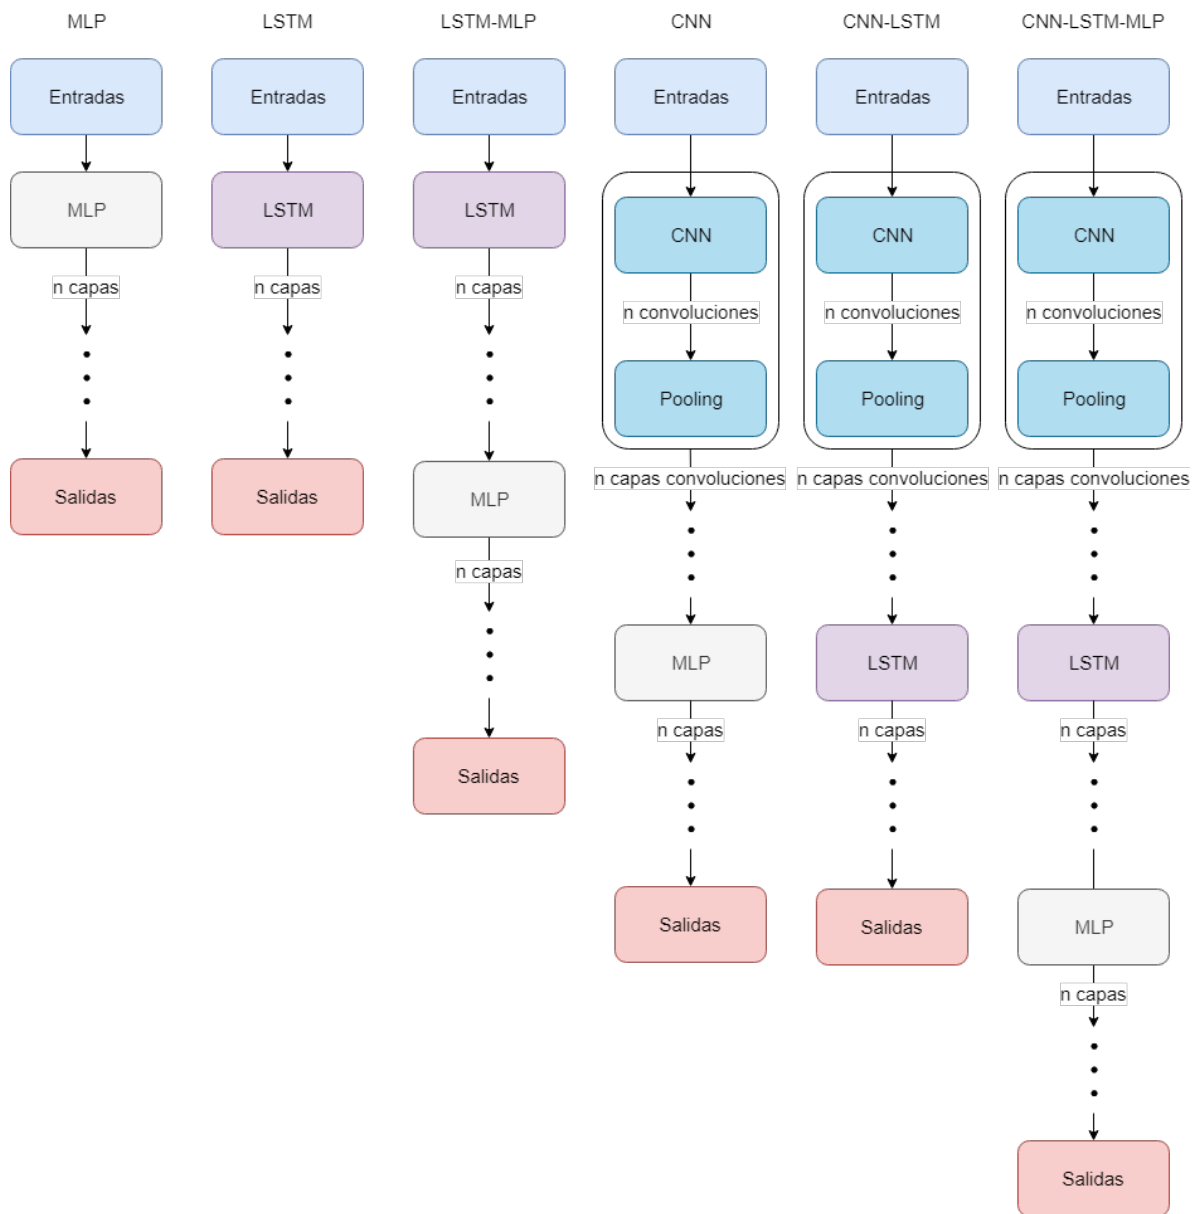 MLP
Entradas
MLP
n capas
Salidas
LSTM
Entradas
LSTM
n capas
Salidas
LSTM-MLP
Entradas
LSTM
n capas
MLP
n capas
Salidas
CNN
Entradas
CNN
n convoluciones
Pooling
n capas convoluciones
MLP
n capas
Salidas
CNN-LSTM
Entradas
CNN
n convoluciones
Pooling
n capas convoluciones
LSTM
n capas
Salidas
CNN-LSTM-MLP
Entradas
CNN
n convoluciones
Pooling
n capas convoluciones
LSTM
n capas
MLP
n capas
Salidas